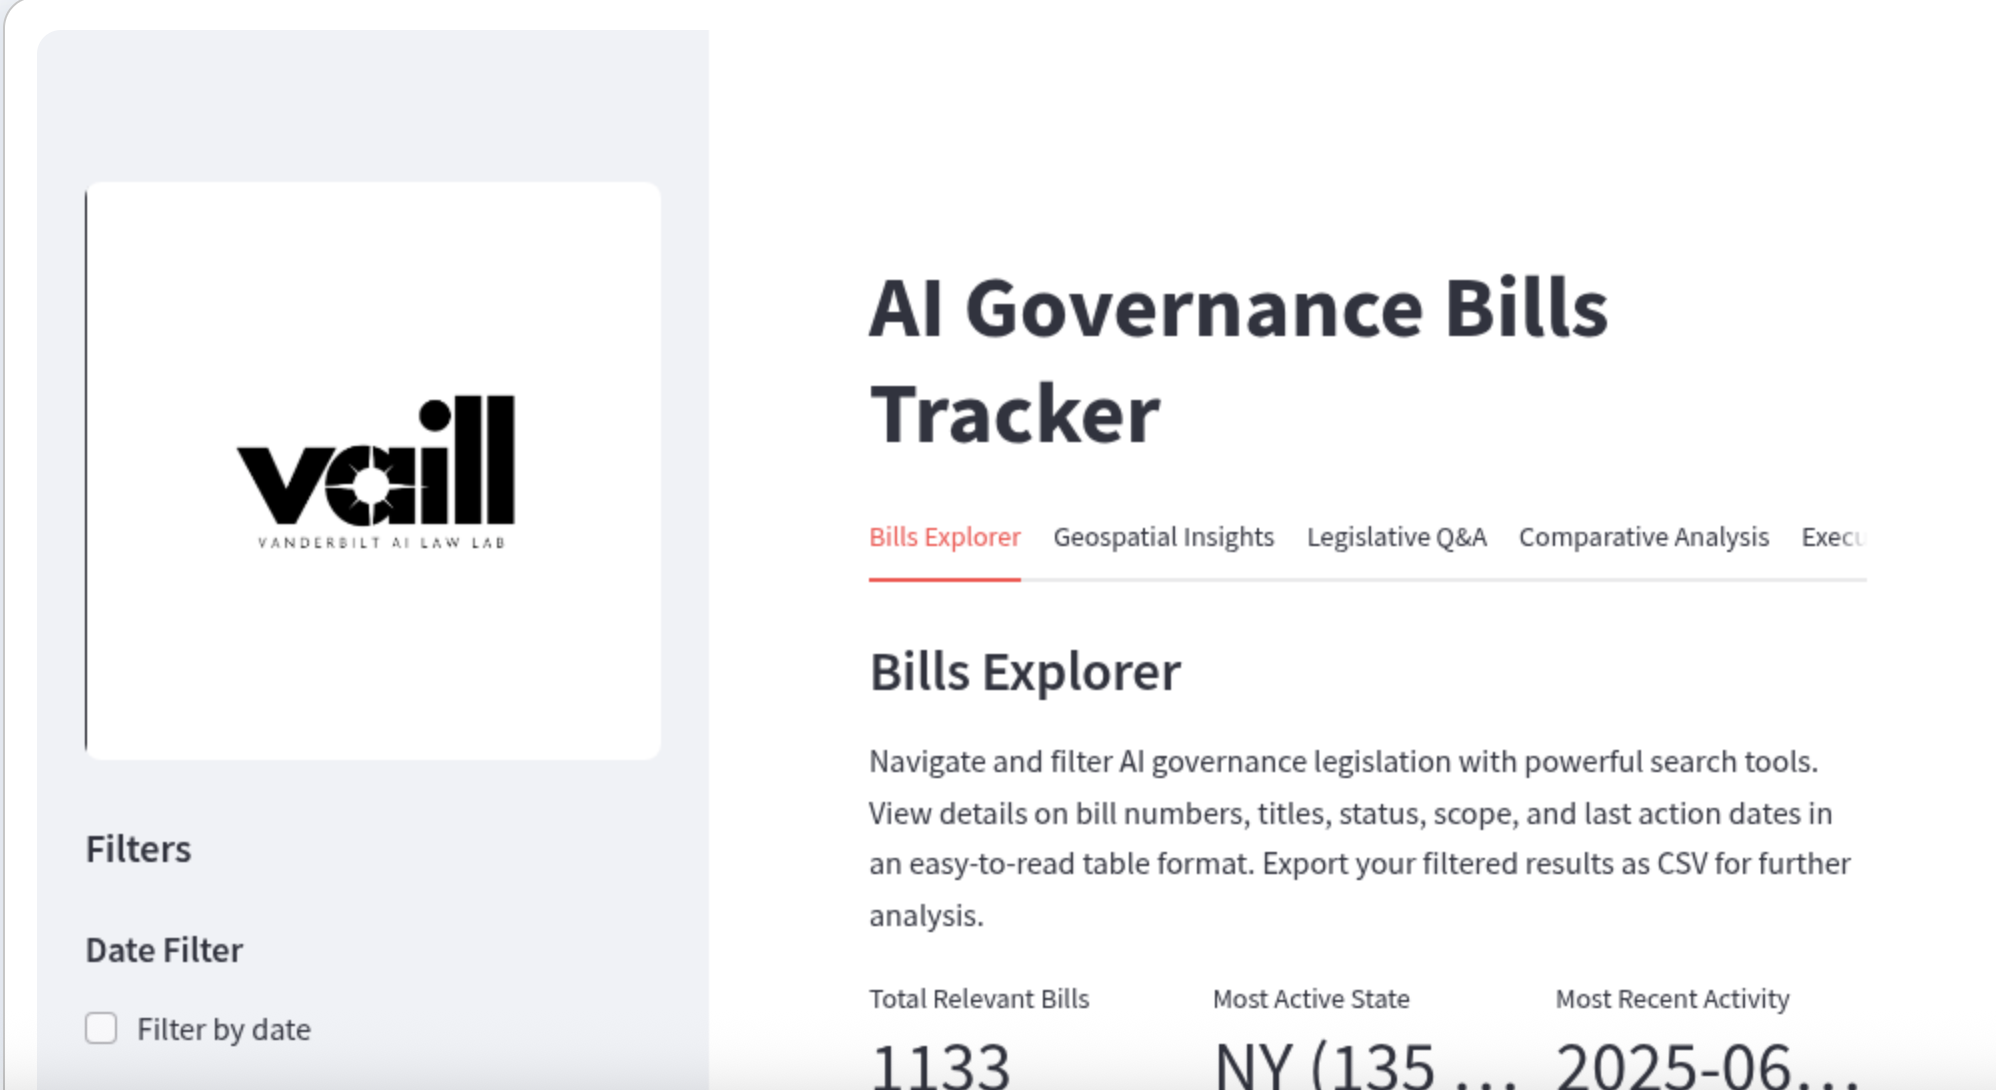 vaill
VANDERBILT AI LAW LAB
Filters
Date Filter
Filter by date
AI Governance Bills
Tracker
Bills Explorer Geospatial Insights Legislative Q&A Comparative Analysis Execu
Bills Explorer
Navigate and filter AI governance legislation with powerful search tools.
View details on bill numbers, titles, status, scope, and last action dates in
an easy-to-read table format. Export your filtered results as CSV for further
analysis.
Total Relevant Bills Most Active State Most Recent Activity
1133 NY (135 ... 2025-06...